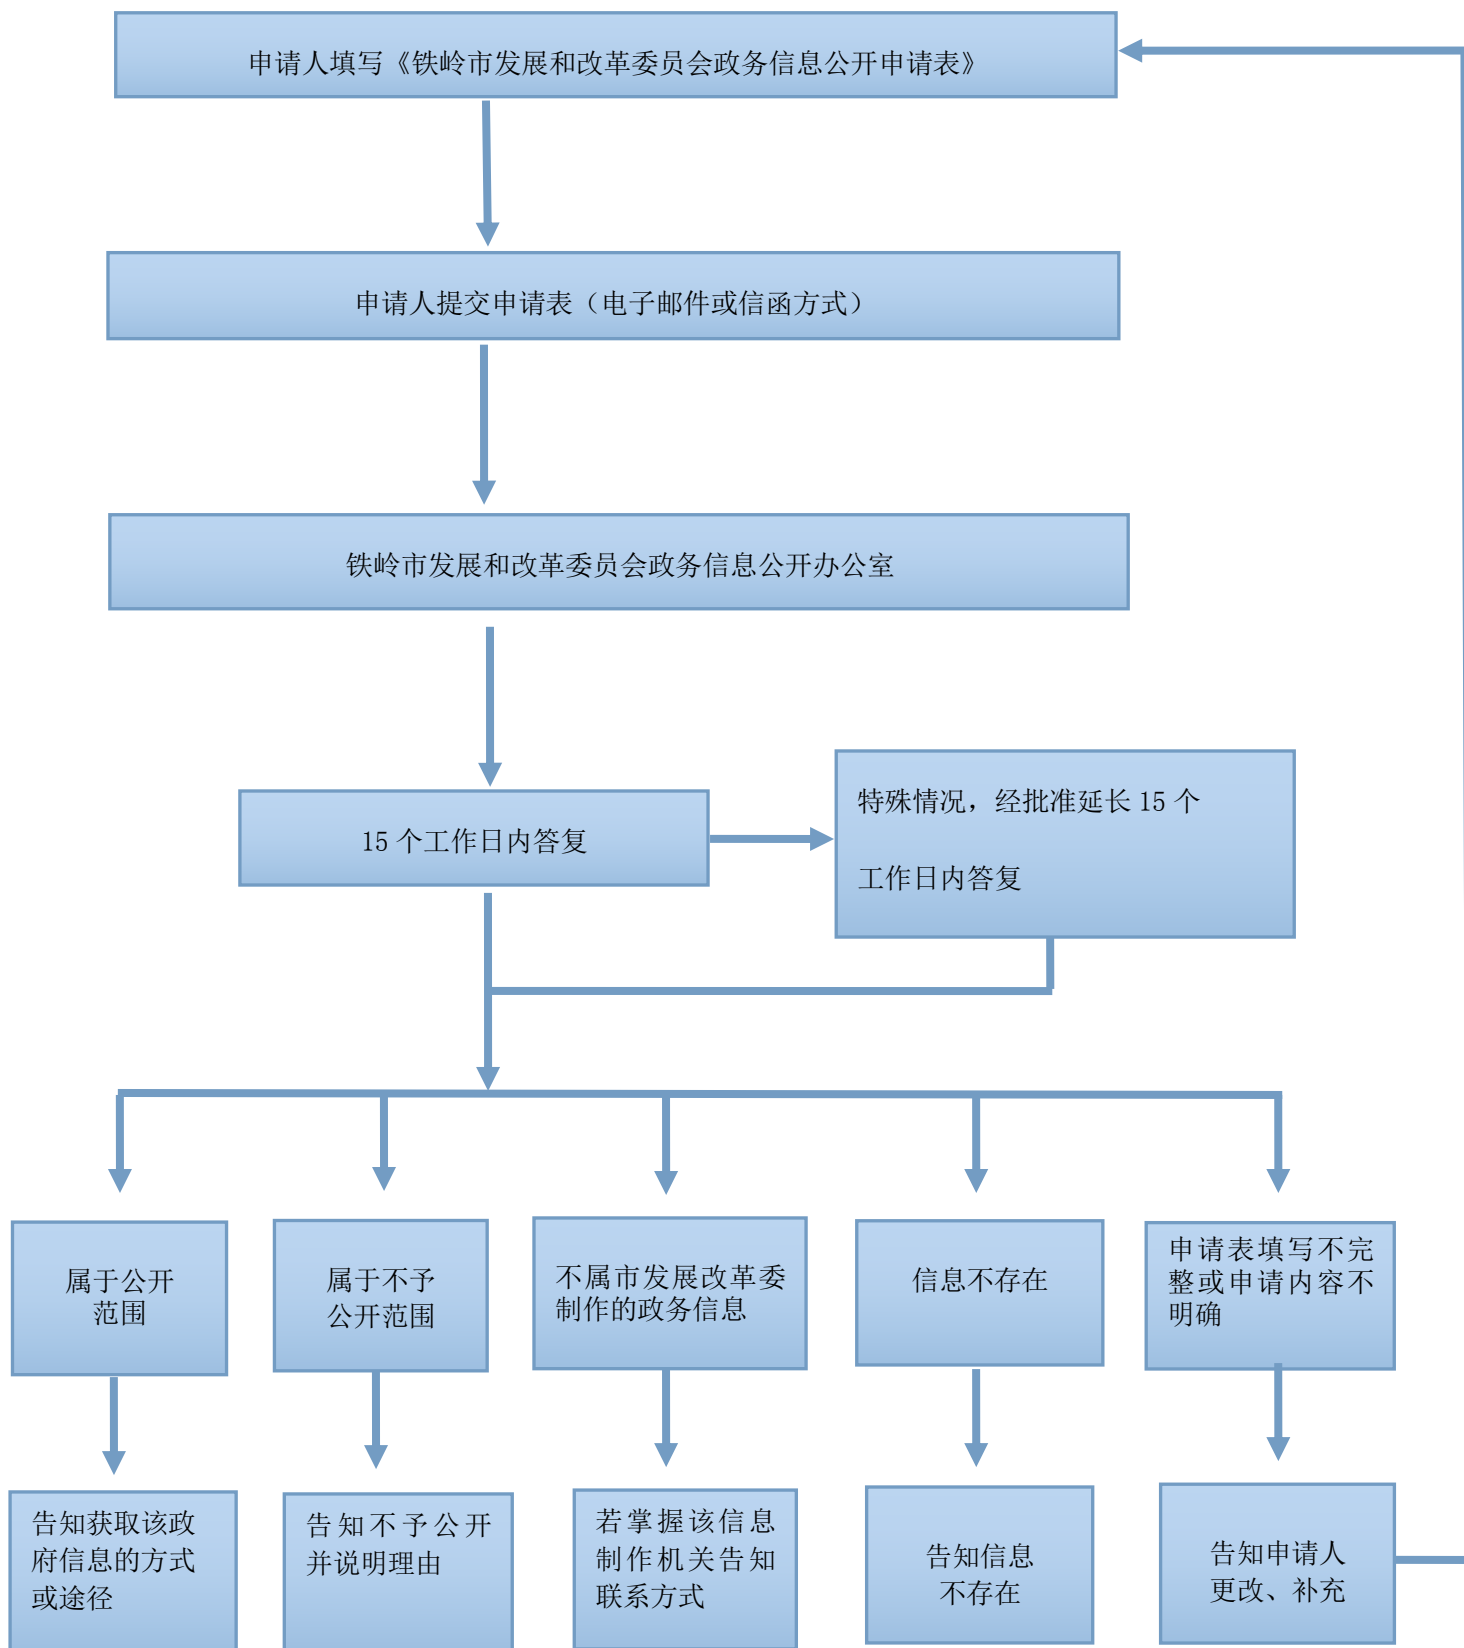 申请人填写《铁岭市发展和改革委员会政务信息公开申请表》
申请人提交申请表（电子邮件或信函方式）
铁岭市发展和改革委员会政务信息公开办公室
15个工作日内答复
特殊情况，经批准延长15个
工作日内答复
属于公开
范围
属于不予
公开范围
不属市发展改革委
制作的政务信息
信息不存在
申请表填写不完
整或申请内容不
明确
告知获取该政
府信息的方式
或途径
告知不予公开
并说明理由
若掌握该信息
制作机关告知
联系方式
告知信息
不存在
告知申请人
更改、补充